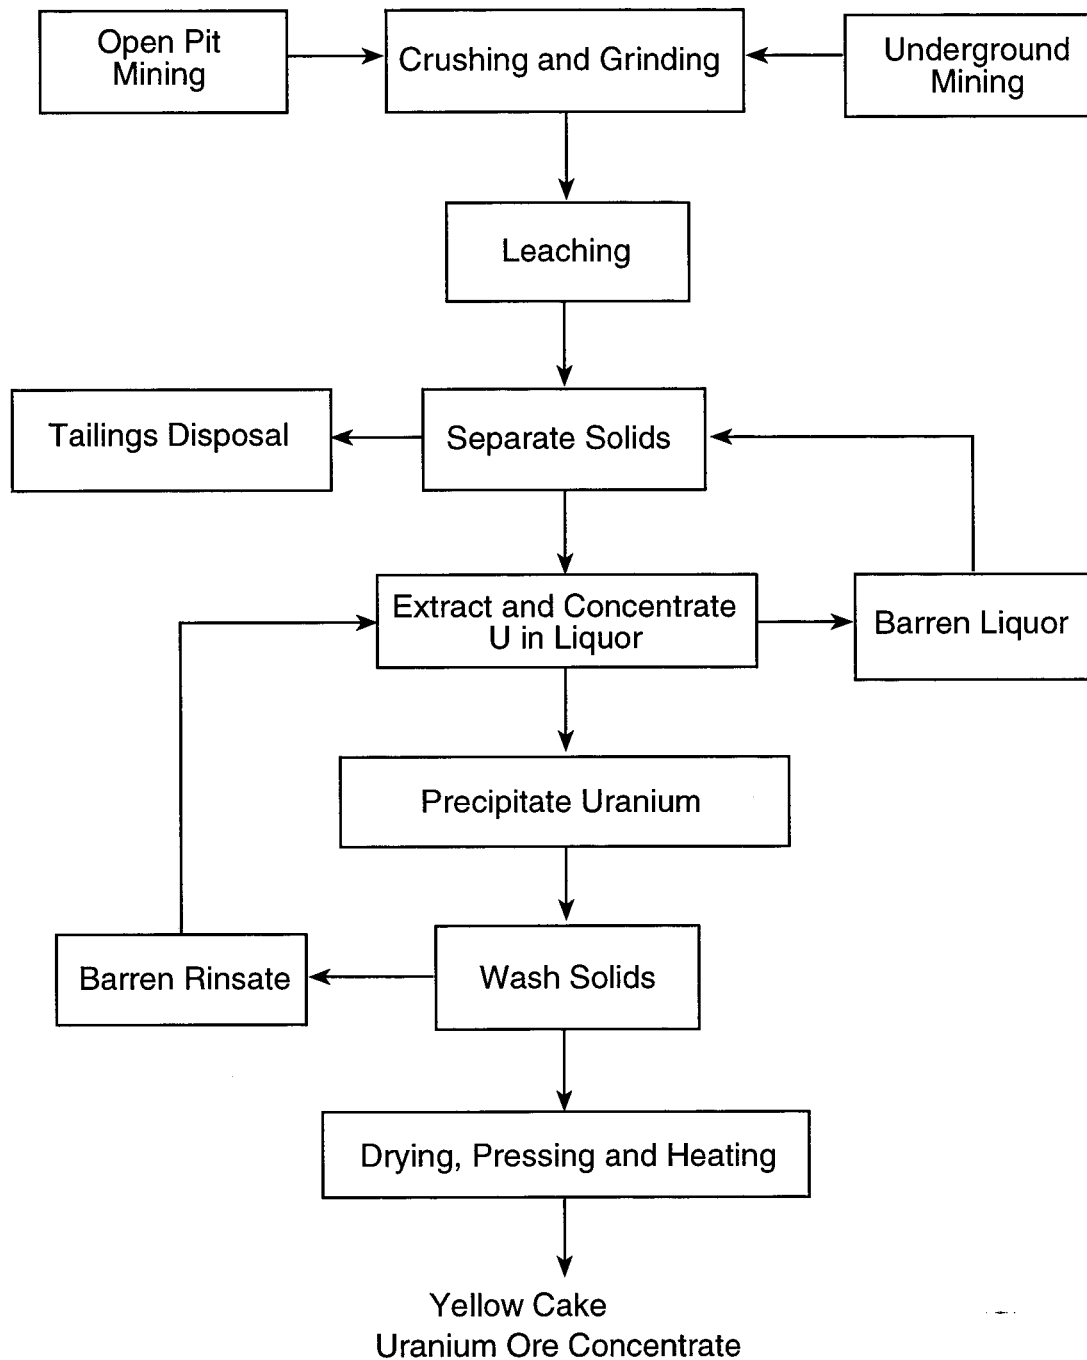 Open Pit
Mining
Crushing and Grinding
Underground
Mining
Leaching
Tailings Disposal
Separate Solids
Extract and Concentrate
U in Liquor
Barren Liquor
Precipitate Uranium
Barren Rinsate
Wash Solids
Drying, Pressing and Heating
Yellow Cake
Uranium Ore Concentrate